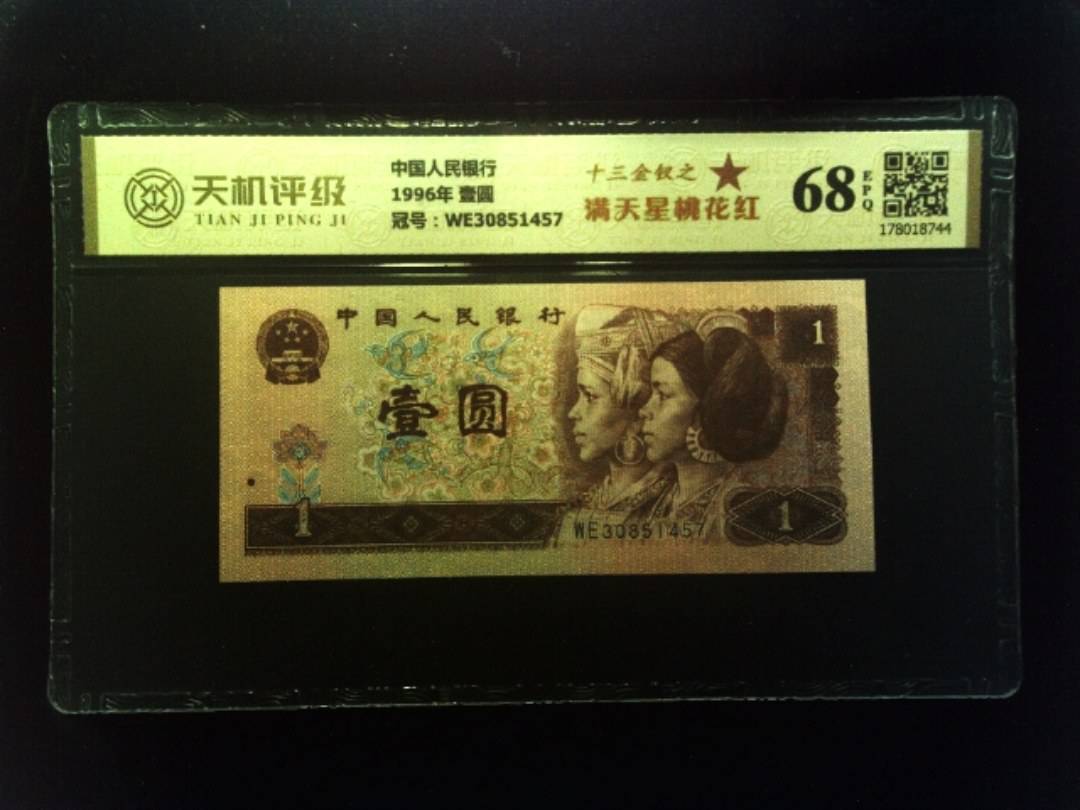 天机评级
TIAN JI PING JI
中国人民银行
1996年 壹圆
冠号：WE30851457
十三金钗之
满天星桃花红
68
EPQ
178018744
中国人民银行
1
壹圆
1
WE30851457
1